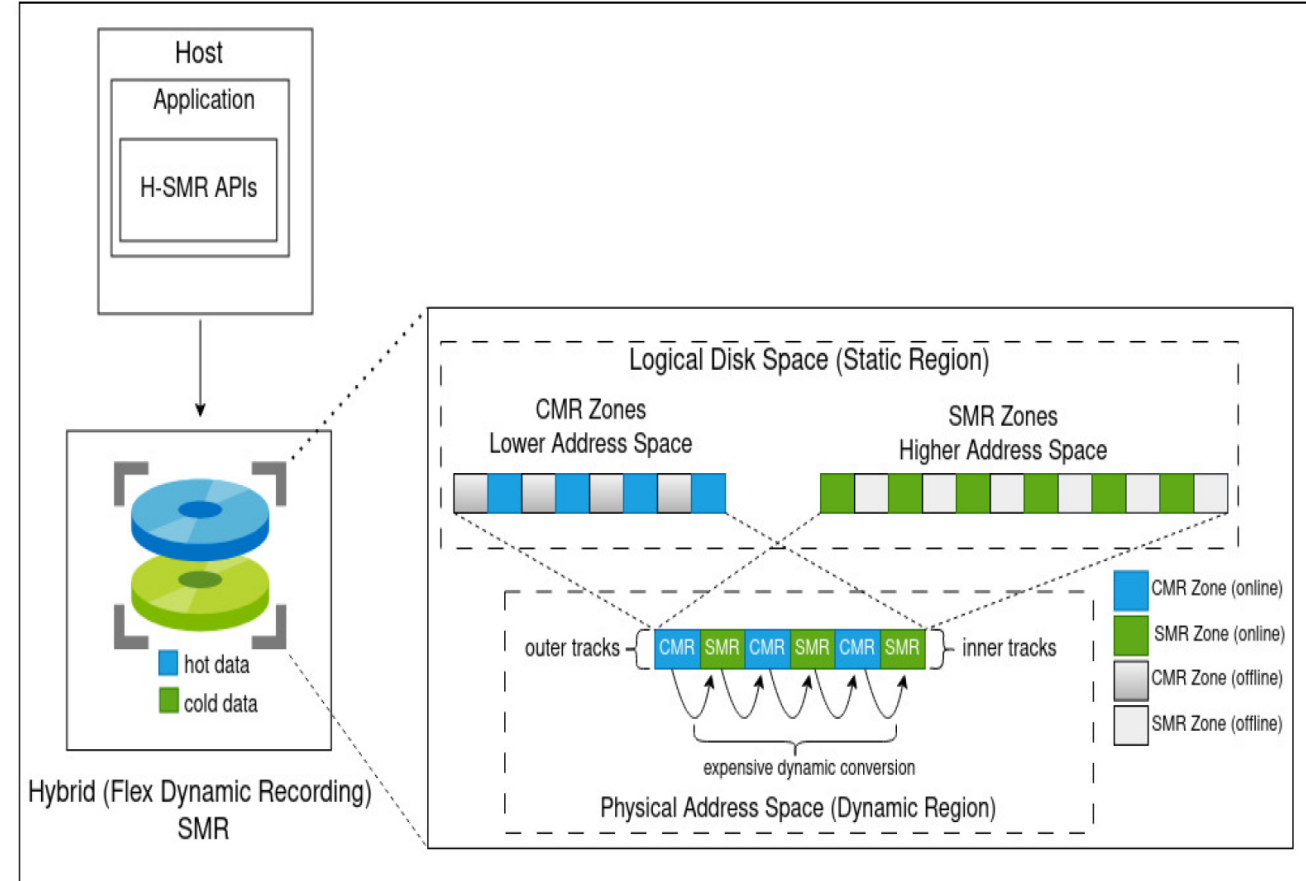 Host
Application
H-SMR APIs
hot data
cold data
Hybrid (Flex Dynamic Recording)
SMR
Logical Disk Space (Static Region)
CMR Zones
Lower Address Space
SMR Zones
Higher Address Space
outer tracks
CMR SMR CMR SMR CMR SMR
inner tracks
expensive dynamic conversion
Physical Address Space (Dynamic Region)
CMR Zone (online)
SMR Zone (online)
CMR Zone (offline)
SMR Zone (offline)